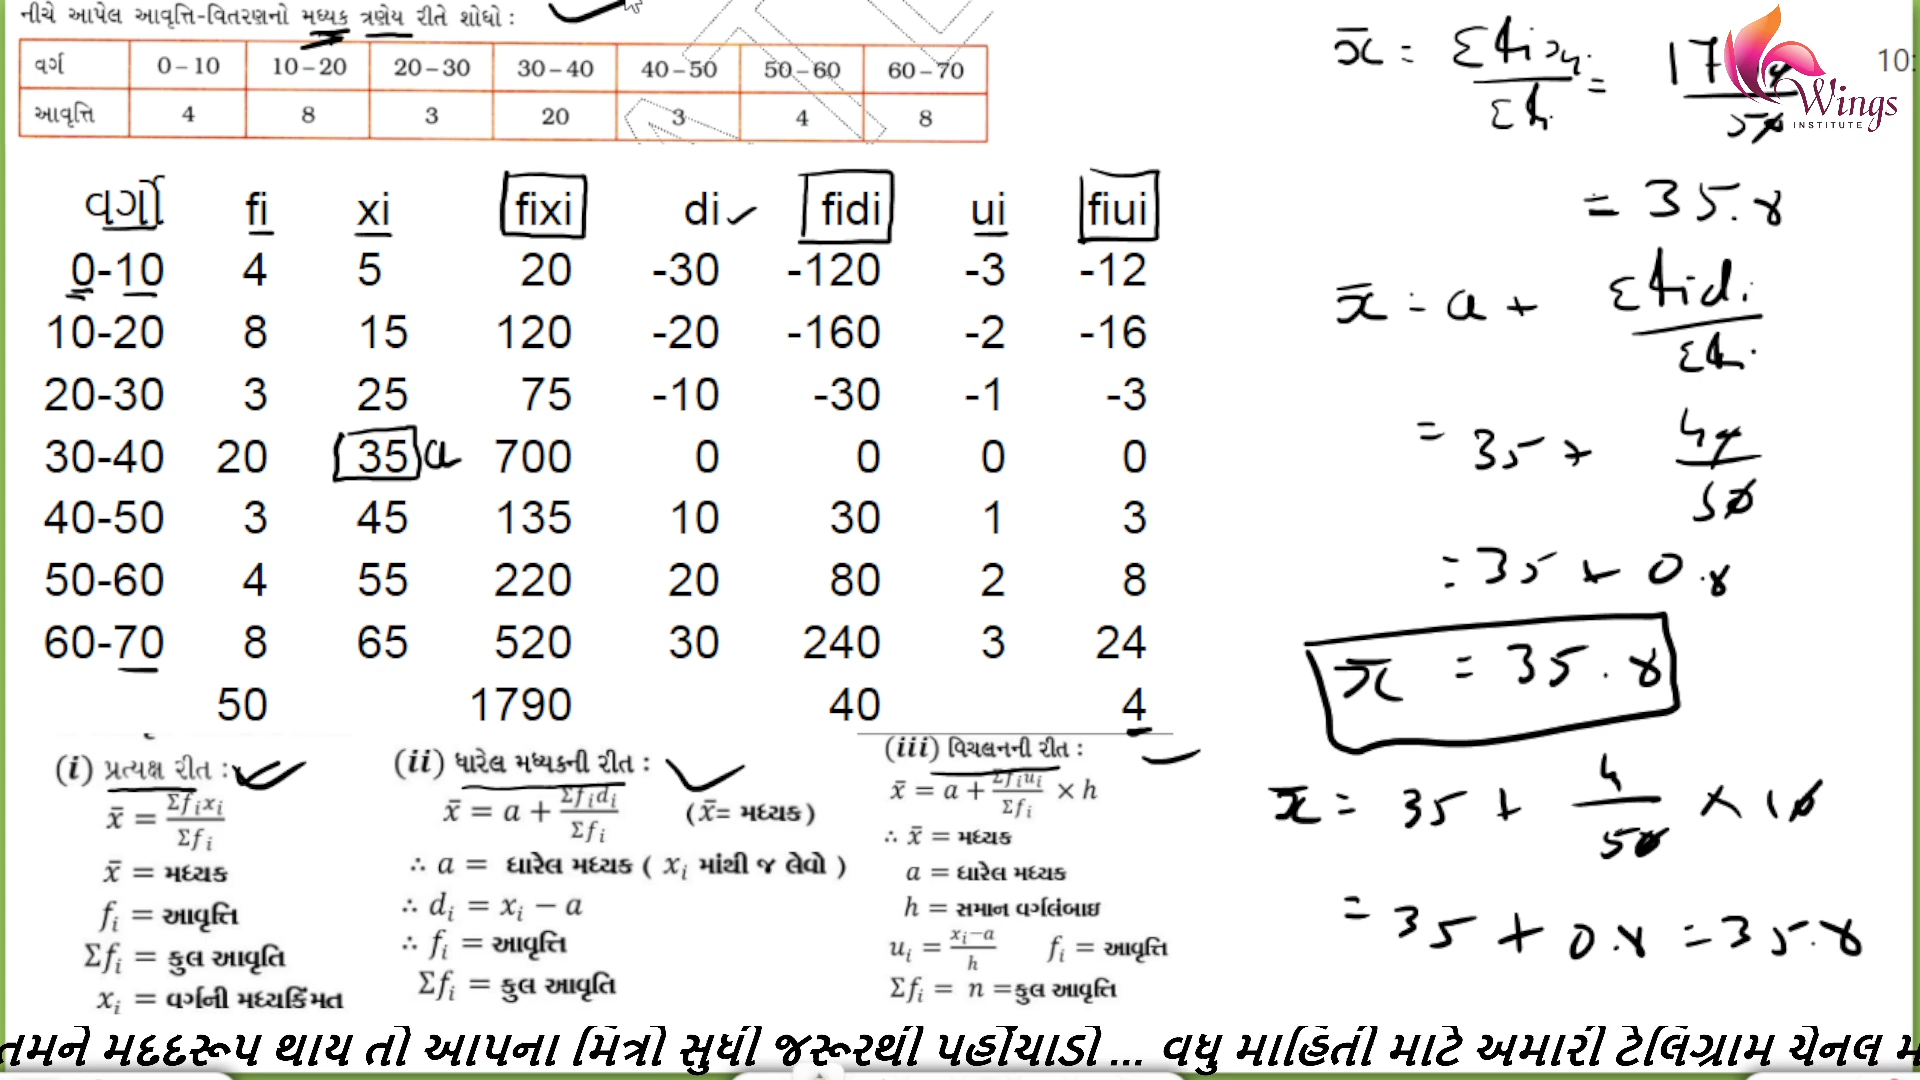 નીચે આપેલ આવૃત્તિ-વિતરણનો મધ્યક ત્રણેય રીતે શોધો :
વર્ગ 0 – 10 10 – 20 20 – 30 30 – 40 40 – 50 50 – 60 60 – 70
આવૃત્તિ 4 8 3 20 3 4 8
વર્ગો fi xi fixi di fidi ui fiui
0-10 4 5 20 -30 -120 -3 -12
10-20 8 15 120 -20 -160 -2 -16
20-30 3 25 75 -10 -30 -1 -3
30-40 20 35 a 700 0 0 0 0
40-50 3 45 135 10 30 1 3
50-60 4 55 220 20 80 2 8
60-70 8 65 520 30 240 3 24
50 1790 40 4
(i) પ્રત્યક્ષ રીત :
x̄ = Σfᵢxᵢ / Σfᵢ
x̄ = મધ્યક
fᵢ = આવૃત્તિ
Σfᵢ = કુલ આવૃતિ
xᵢ = વર્ગની મધ્યકિંમત
(ii) ધારેલ મધ્યકની રીત :
x̄ = a + Σfᵢdᵢ / Σfᵢ (x̄= મધ્યક)
∴ a = ધારેલ મધ્યક ( xᵢ માંથી જ લેવો )
∴ dᵢ = xᵢ − a
∴ fᵢ = આવૃત્તિ
Σfᵢ = કુલ આવૃત્તિ
(iii) વિચલનની રીત :
x̄ = a + Σfᵢuᵢ / Σfᵢ × h
∴ x̄ = મધ્યક
a = ધારેલ મધ્યક
h = સમાન વર્ગલંબાઇ
uᵢ = xᵢ−a / h fᵢ = આવૃત્તિ
Σfᵢ = n =કુલ આવૃત્તિ
x̄ = Σfixi / Σfi =
= 35.૪
x̄ = a + Σfidi / Σfi
= 35 + 40 / 50
= 35 + 0.૪
x̄ = 35.૪
x̄ = 35 + 4 / 50 × 10
= 35 + 0.૪ = 35.૪
Wings
INSTITUTE
10:
તમને મદદરૂપ થાય તો આપના મિત્રો સુધી જરૂરથી પહોંચાડો ... વધુ માહિતી માટે અમારી ટેલિગ્રામ ચેનલ